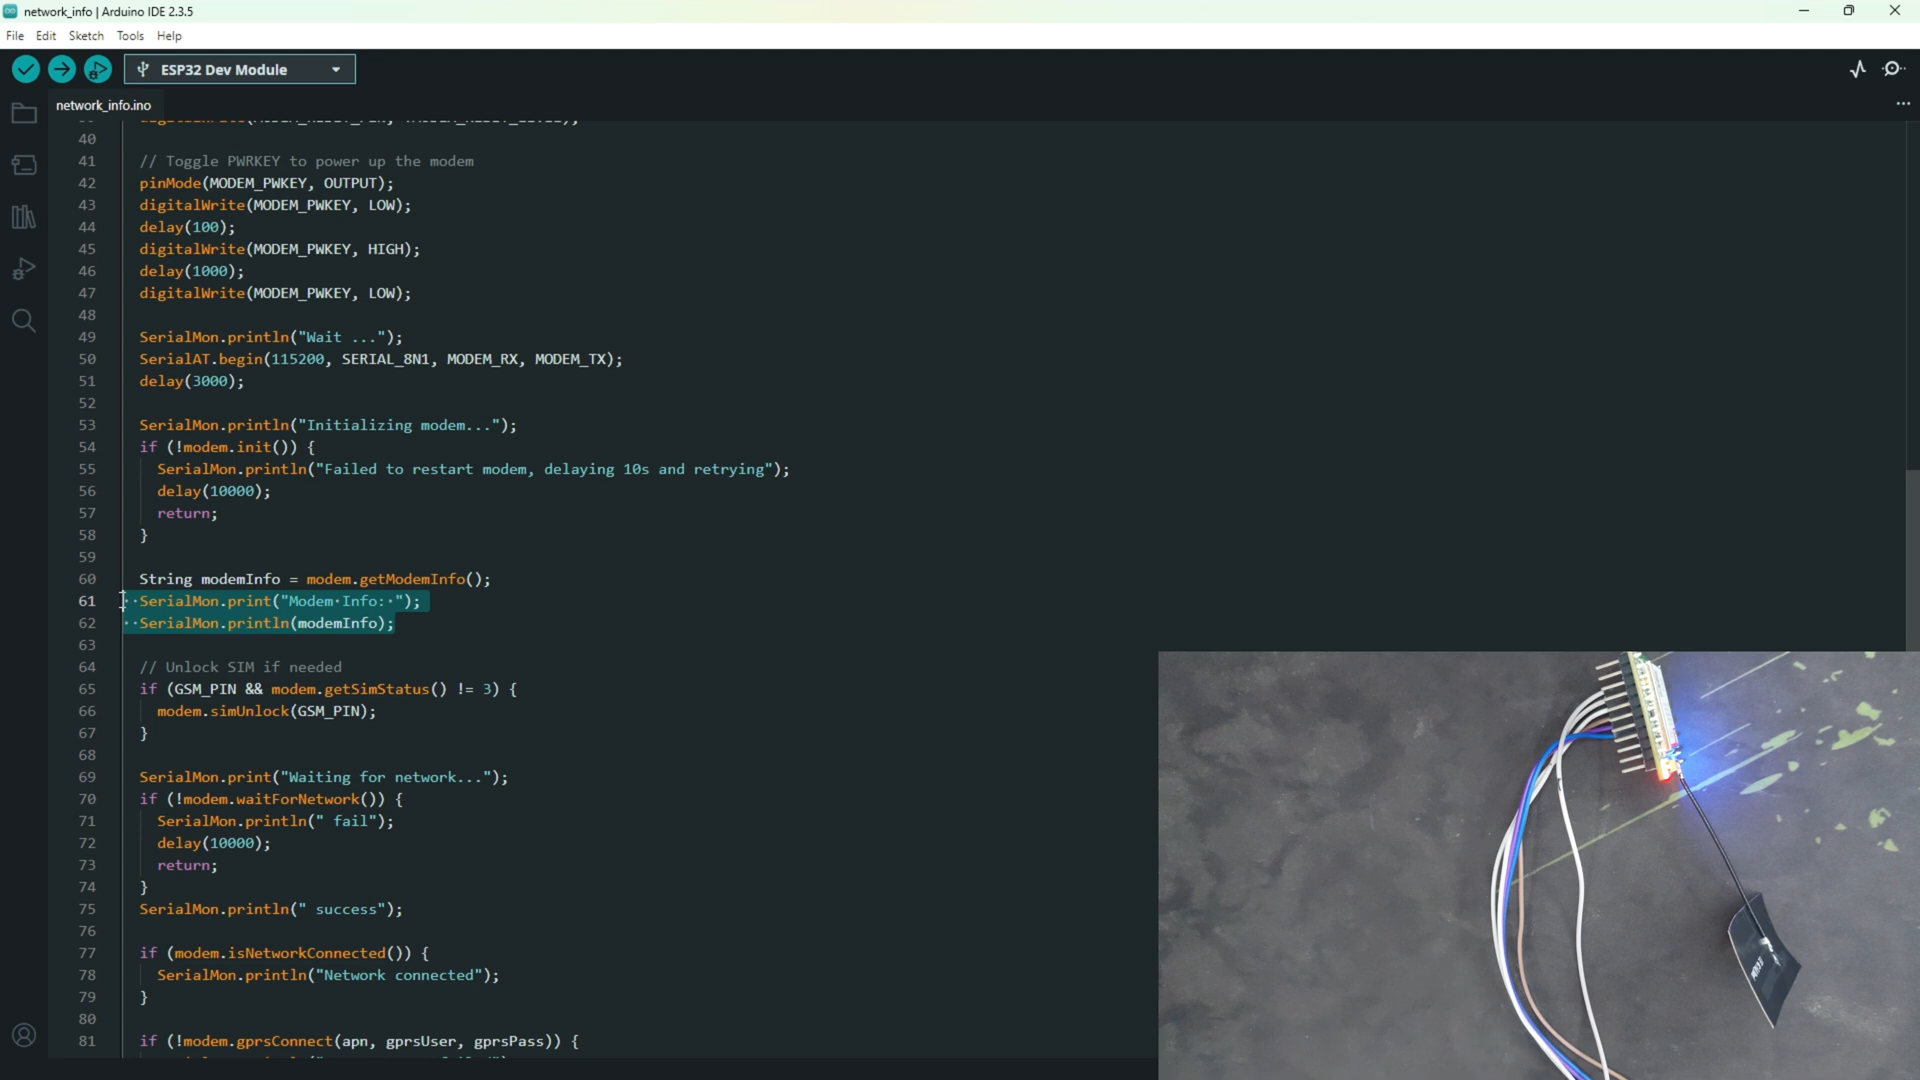 network_info | Arduino IDE 2.3.5
File Edit Sketch Tools Help
ESP32 Dev Module
network_info.ino
40
41 // Toggle PWRKEY to power up the modem
42 pinMode(MODEM_PWKEY, OUTPUT);
43 digitalWrite(MODEM_PWKEY, LOW);
44 delay(100);
45 digitalWrite(MODEM_PWKEY, HIGH);
46 delay(1000);
47 digitalWrite(MODEM_PWKEY, LOW);
48
49 SerialMon.println("Wait ...");
50 SerialAT.begin(115200, SERIAL_8N1, MODEM_RX, MODEM_TX);
51 delay(3000);
52
53 SerialMon.println("Initializing modem...");
54 if (!modem.init()) {
55 SerialMon.println("Failed to restart modem, delaying 10s and retrying");
56 delay(10000);
57 return;
58 }
59
60 String modemInfo = modem.getModemInfo();
61 ··SerialMon.print("Modem·Info:·");
62 ··SerialMon.println(modemInfo);
63
64 // Unlock SIM if needed
65 if (GSM_PIN && modem.getSimStatus() != 3) {
66 modem.simUnlock(GSM_PIN);
67 }
68
69 SerialMon.print("Waiting for network...");
70 if (!modem.waitForNetwork()) {
71 SerialMon.println(" fail");
72 delay(10000);
73 return;
74 }
75 SerialMon.println(" success");
76
77 if (modem.isNetworkConnected()) {
78 SerialMon.println("Network connected");
79 }
80
81 if (!modem.gprsConnect(apn, gprsUser, gprsPass)) {